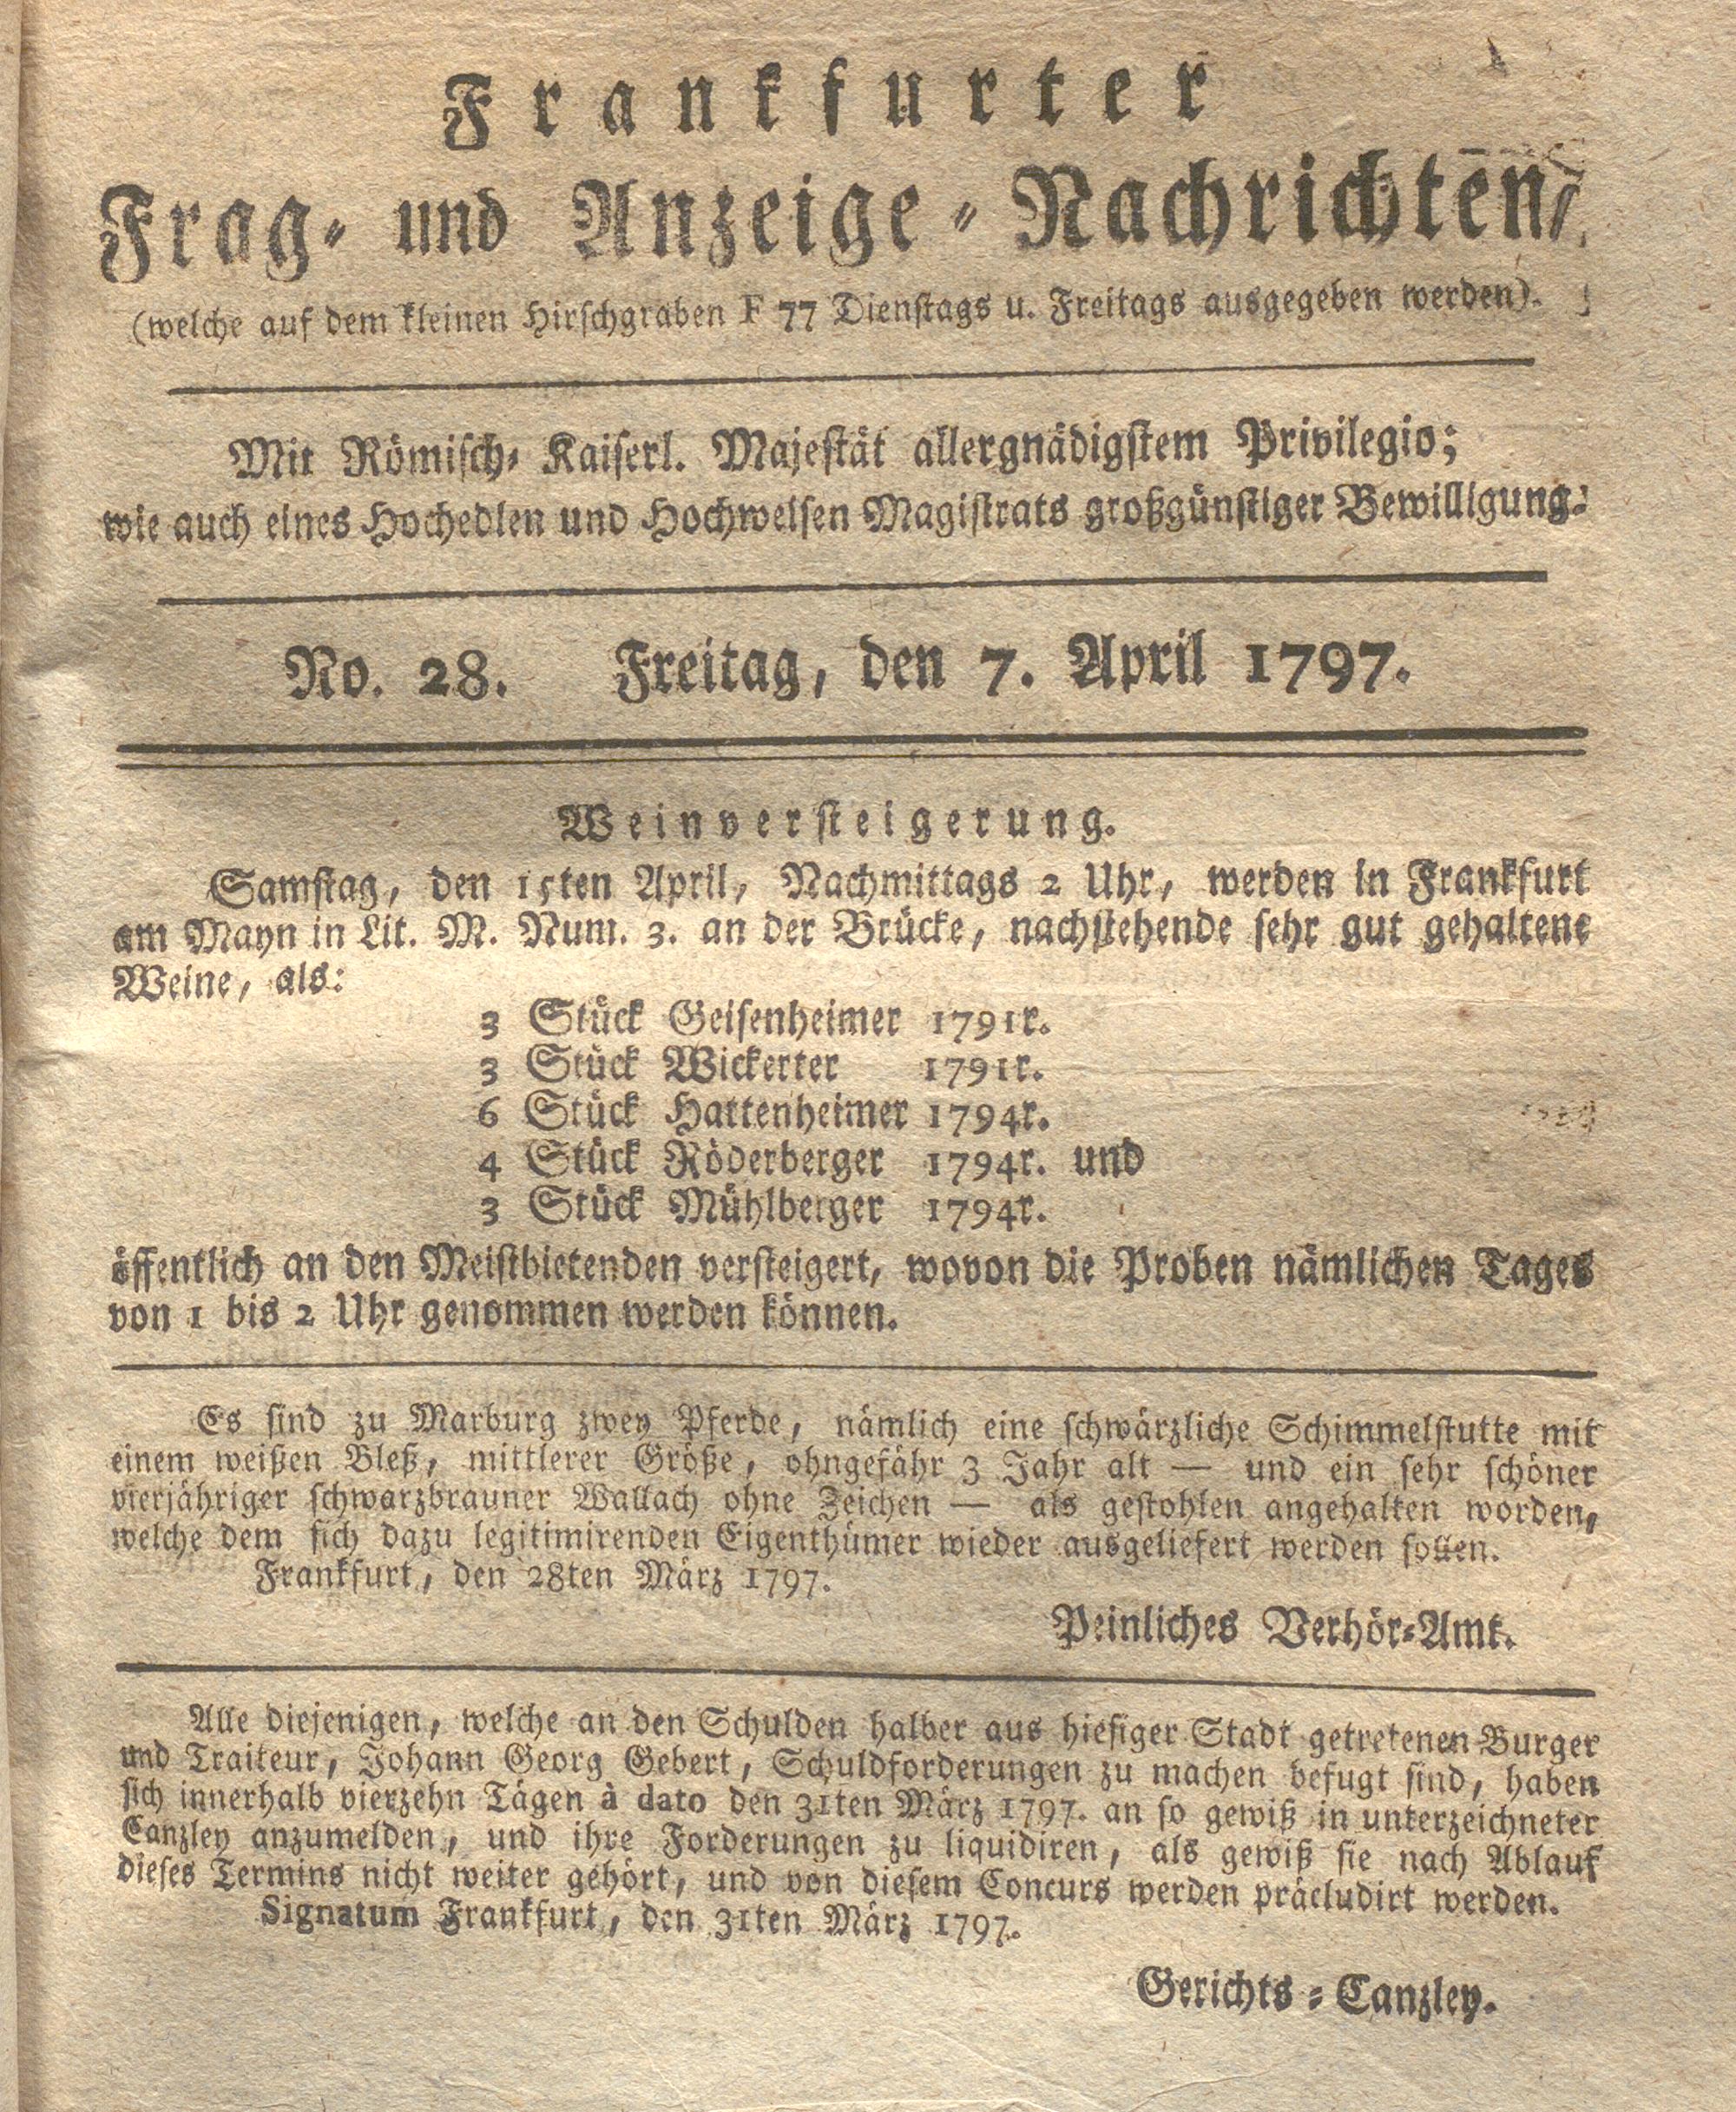 Frankfurter
Frag- und Anzeige-Nachrichten,
(welche auf dem kleinen Hirschgraben F 77 Dienstags u. Freitags ausgegeben werden).
Mit Römisch-Kaiserl. Majestät allergnädigstem Privilegio;
wie auch eines Hochedlen und Hochweisen Magistrats großgünstiger Bewilligung.
No. 28. Freitag, den 7. April 1797.
Weinversteigerung.
Samstag, den 15ten April, Nachmittags 2 Uhr, werden in Frankfurt
am Mayn in Lit. M. Num. 3. an der Brücke, nachstehende sehr gut gehaltene
Weine, als:
3 Stück Geisenheimer 1791r.
3 Stück Wickerter 1791r.
6 Stück Hattenheimer 1794r.
4 Stück Röderberger 1794r. und
3 Stück Mühlberger 1794r.
öffentlich an den Meistbietenden versteigert, wovon die Proben nämlichen Tages
von 1 bis 2 Uhr genommen werden können.
Es sind zu Marburg zwey Pferde, nämlich eine schwärzliche Schimmelstutte mit
einem weißen Bleß, mittlerer Größe, ohngefähr 3 Jahr alt — und ein sehr schöner
vierjähriger schwarzbrauner Wallach ohne Zeichen — als gestohlen angehalten worden,
welche dem sich dazu legitimirenden Eigenthümer wieder ausgeliefert werden sollen.
Frankfurt, den 28ten März 1797.
Peinliches Verhör-Amt.
Alle diejenigen, welche an den Schulden halber aus hiesiger Stadt getretenen Burger
und Traiteur, Johann Georg Gebert, Schuldforderungen zu machen befugt sind, haben
sich innerhalb vierzehn Tägen à dato den 31ten März 1797. an so gewiß in unterzeichneter
Canzley anzumelden, und ihre Forderungen zu liquidiren, als gewiß sie nach Ablauf
dieses Termins nicht weiter gehört, und von diesem Concurs werden präcludirt werden.
Signatum Frankfurt, den 31ten März 1797.
Gerichts-Canzley.